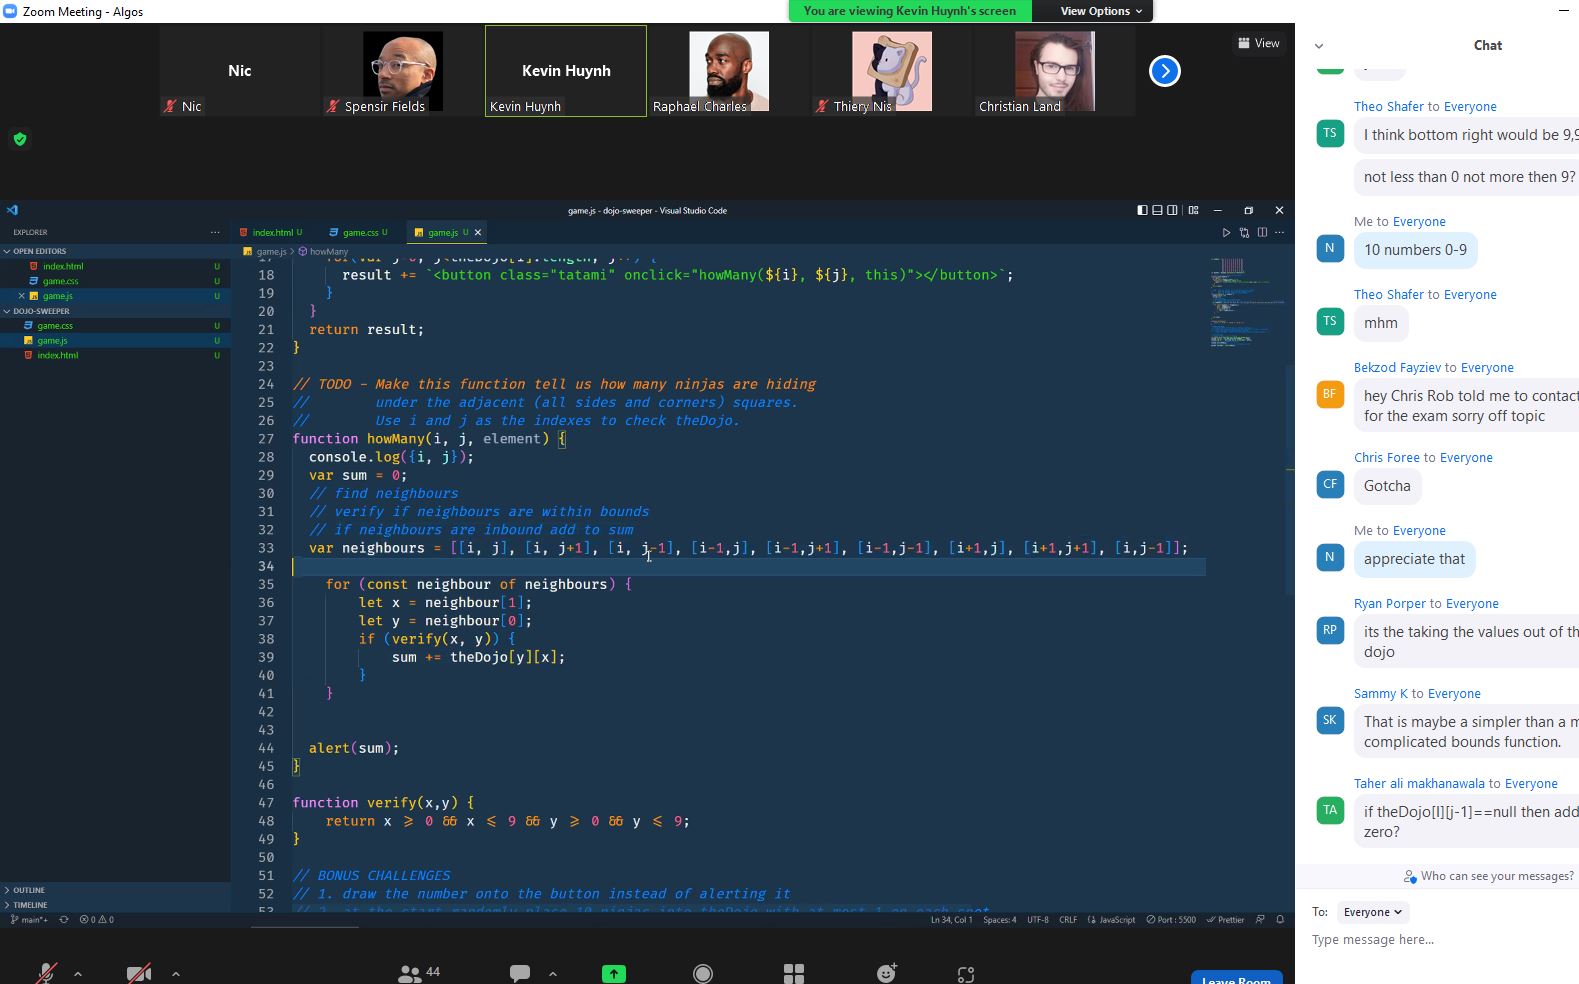 Zoom Meeting - Algos
You are viewing Kevin Huynh's screen
View Options
Nic
Nic
Spensir Fields
Kevin Huynh
Kevin Huynh
Raphael Charles
Thiery Nis
Christian Land
View
game.js - dojo-sweeper - Visual Studio Code
EXPLORER
OPEN EDITORS
index.html U
game.css U
game.js U
DOJO-SWEEPER
game.css U
game.js U
index.html U
OUTLINE
TIMELINE
index.html U
game.css U
game.js U
game.js > howMany
18 result += `<button class="tatami" onclick="howMany(${i}, ${j}, this)"></button>`;
19 }
20 }
21 return result;
22 }
23
24 // TODO - Make this function tell us how many ninjas are hiding
25 // under the adjacent (all sides and corners) squares.
26 // Use i and j as the indexes to check theDojo.
27 function howMany(i, j, element) {
28 console.log({i, j});
29 var sum = 0;
30 // find neighbours
31 // verify if neighbours are within bounds
32 // if neighbours are inbound add to sum
33 var neighbours = [[i, j], [i, j+1], [i, j-1], [i-1,j], [i-1,j+1], [i-1,j-1], [i+1,j], [i+1,j+1], [i,j-1]];
34
35 for (const neighbour of neighbours) {
36 let x = neighbour[1];
37 let y = neighbour[0];
38 if (verify(x, y)) {
39 sum += theDojo[y][x];
40 }
41 }
42
43
44 alert(sum);
45 }
46
47 function verify(x,y) {
48 return x >= 0 && x <= 9 && y >= 0 && y <= 9;
49 }
50
51 // BONUS CHALLENGES
52 // 1. draw the number onto the button instead of alerting it
main*+ 0 0
Ln 34, Col 1 Spaces: 4 UTF-8 CRLF JavaScript Port : 5500 Prettier
44
Leave Room
Chat
Theo Shafer to Everyone
TS
I think bottom right would be 9,9
not less than 0 not more then 9?
Me to Everyone
N
10 numbers 0-9
Theo Shafer to Everyone
TS
mhm
Bekzod Fayziev to Everyone
BF
hey Chris Rob told me to contact
for the exam sorry off topic
Chris Foree to Everyone
CF
Gotcha
Me to Everyone
N
appreciate that
Ryan Porper to Everyone
RP
its the taking the values out of th
dojo
Sammy K to Everyone
SK
That is maybe a simpler than a m
complicated bounds function.
Taher ali makhanawala to Everyone
TA
if theDojo[I][j-1]==null then add
zero?
Who can see your messages?
To: Everyone
Type message here...